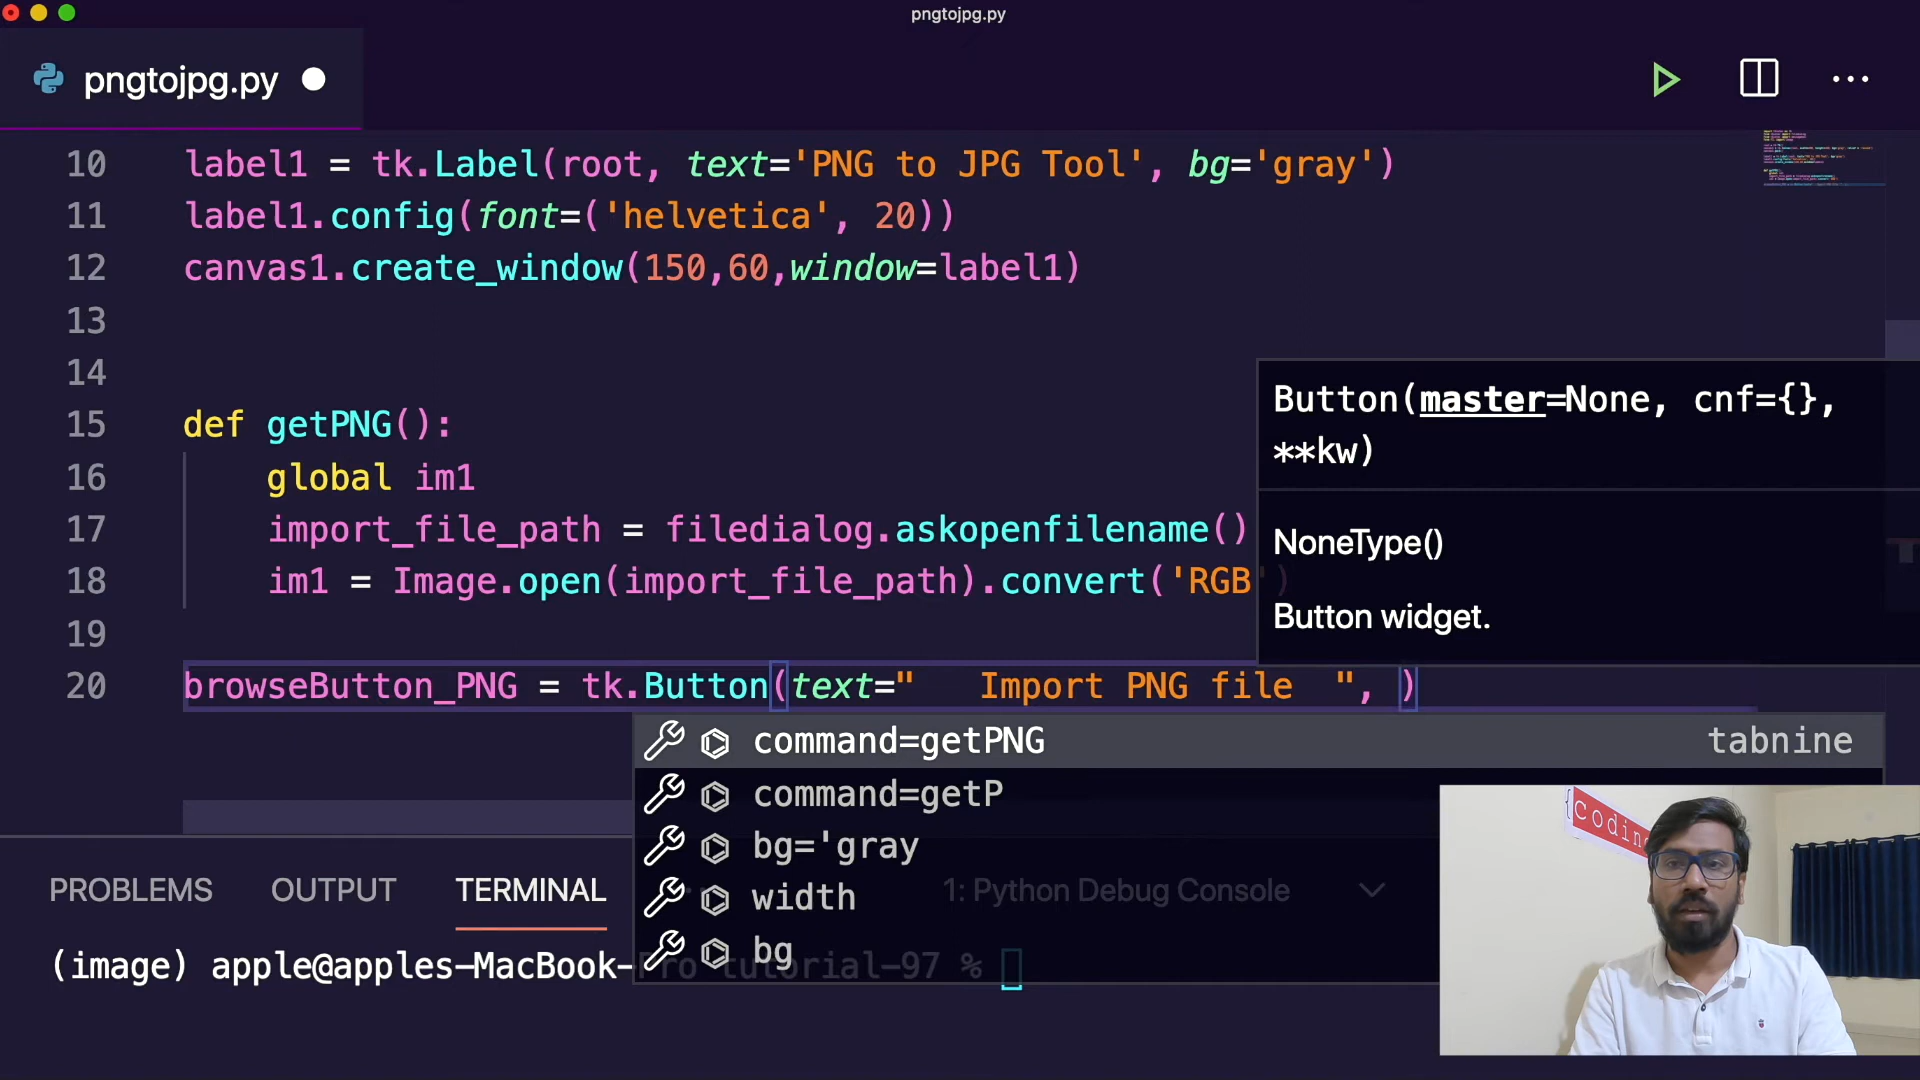 pngtojpg.py
pngtojpg.py
10 label1 = tk.Label(root, text='PNG to JPG Tool', bg='gray')
11 label1.config(font=('helvetica', 20))
12 canvas1.create_window(150,60,window=label1)
13
14
15 def getPNG():
16 global im1
17 import_file_path = filedialog.askopenfilename()
18 im1 = Image.open(import_file_path).convert('RGB')
19
20 browseButton_PNG = tk.Button(text="   Import PNG file  ", )
Button(master=None, cnf={},
**kw)
NoneType()
Button widget.
command=getPNG tabnine
command=getP
bg='gray
width
bg
PROBLEMS OUTPUT TERMINAL 1: Python Debug Console
(image) apple@apples-MacBook-Pro tutorial-97 %
{Coding